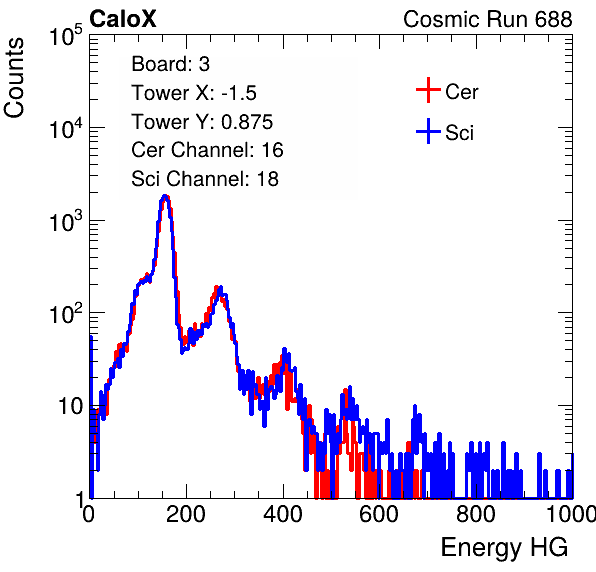 CaloX Cosmic Run 688
Counts
Board: 3
Tower X: -1.5
Tower Y: 0.875
Cer Channel: 16
Sci Channel: 18
Cer
Sci
10^5
10^4
10^3
10^2
10
1
0 200 400 600 800 1000
Energy HG